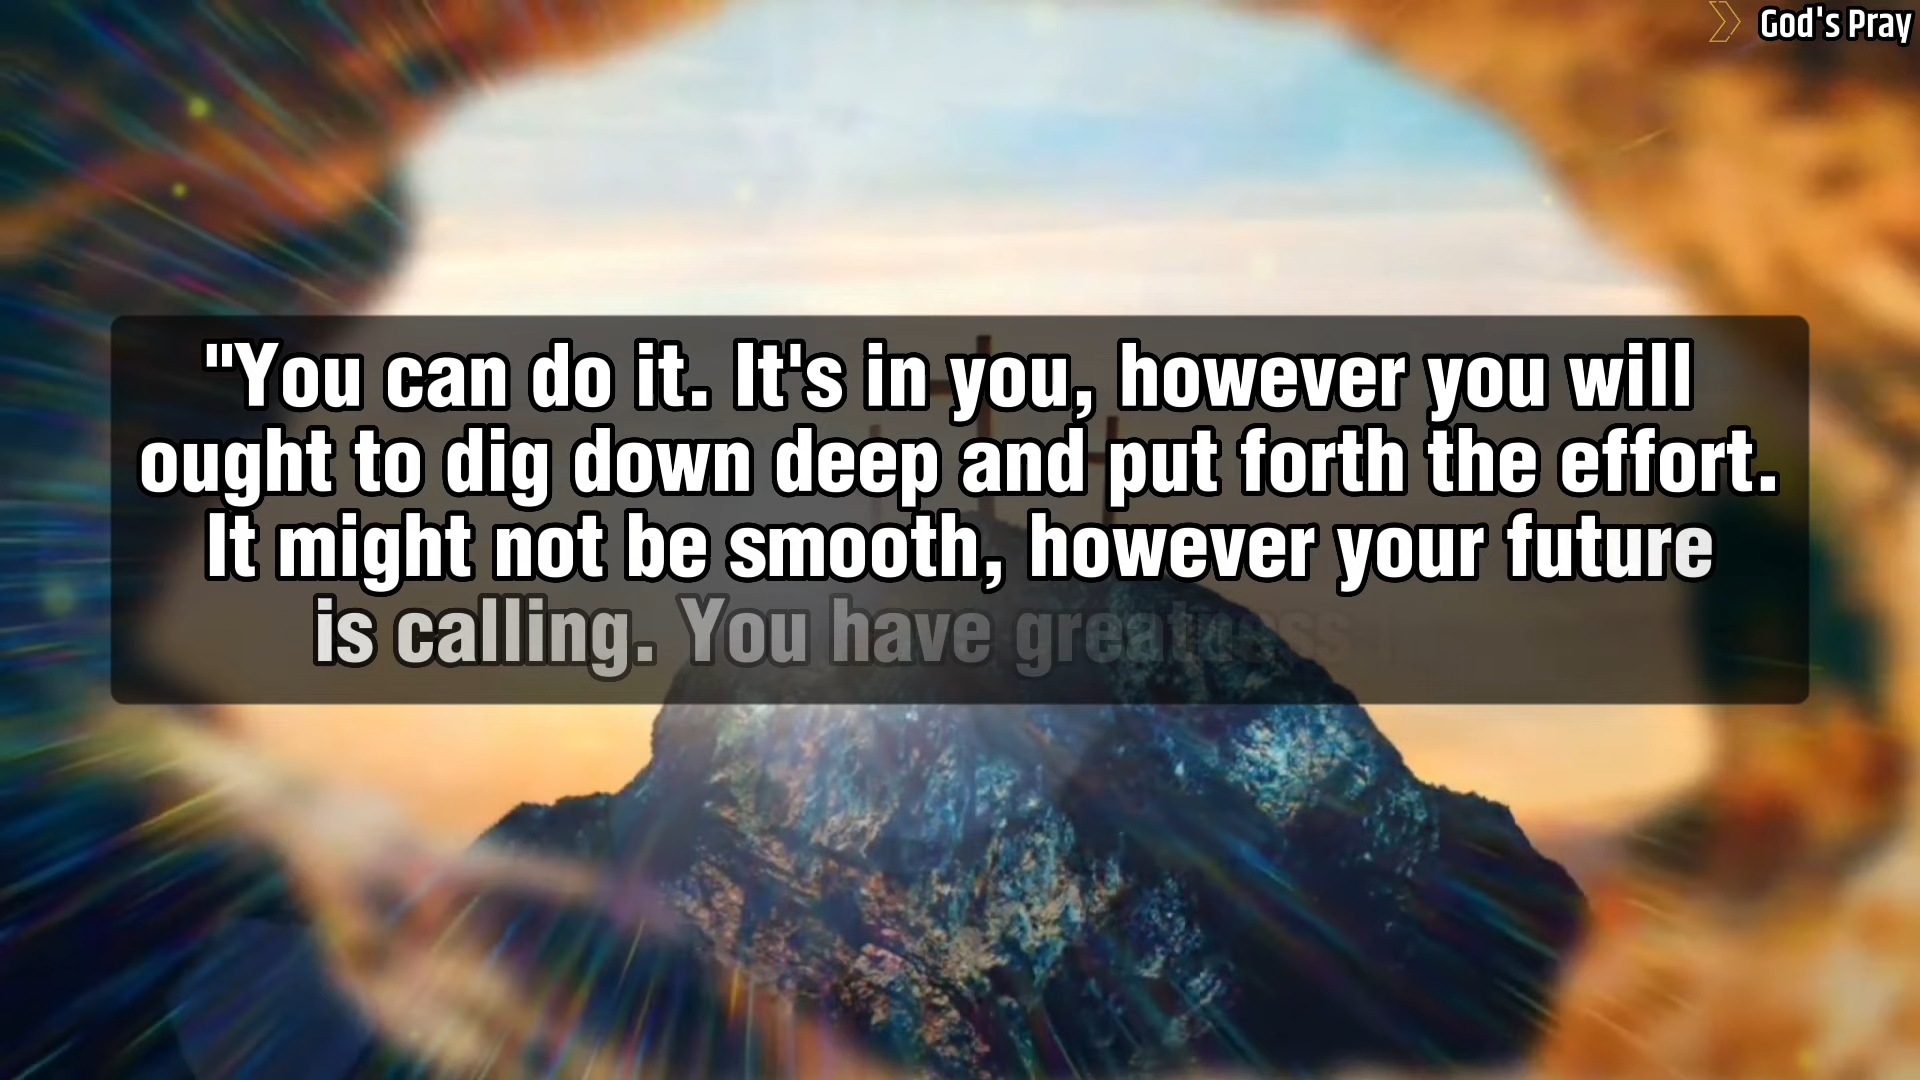 God's Pray
"You can do it. It's in you, however you will
ought to dig down deep and put forth the effort.
It might not be smooth, however your future
is calling. You have greatness